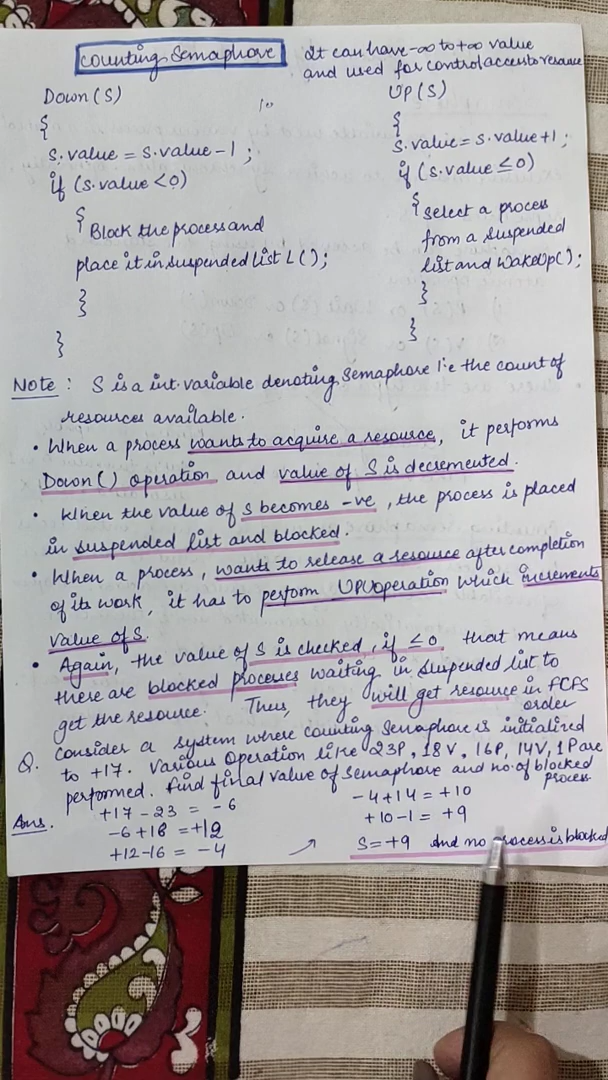 Counting Semaphore
It can have -∞ to +∞ value
and used for control access to resource
Down (S)
{
S.value = S.value - 1 ;
if (S.value < 0)
{ Block the process and
place it in suspended list L ( ) ;
}
}
UP (S)
{
S.value = S.value + 1 ;
if (S.value ≤ 0)
{ select a process
from a suspended
list and wakeup( ) ;
}
}
Note : S is a int. variable denoting semaphore i.e the count of
resources available.
• When a process wants to acquire a resource, it performs
Down( ) operation and value of S is decremented.
• When the value of S becomes -ve, the process is placed
in suspended list and blocked.
• When a process, wants to release a resource after completion
of its work, it has to perform UP() operation which increments
value of S.
• Again, the value of S is checked, if ≤ 0 that means
there are blocked processes waiting in suspended list to
get the resource. Thus, they will get resource in FCFS
order
Q. Consider a system where counting semaphore is initialized
to +17. Various Operation like 23P, 18V, 16P, 14V, 1P are
performed. Find final value of semaphore and no. of blocked
process
Ans. +17 - 23 = -6
-6 + 18 = +12
+12 - 16 = -4
-4 + 14 = +10
+10 - 1 = +9
S = +9 And no process is blocked